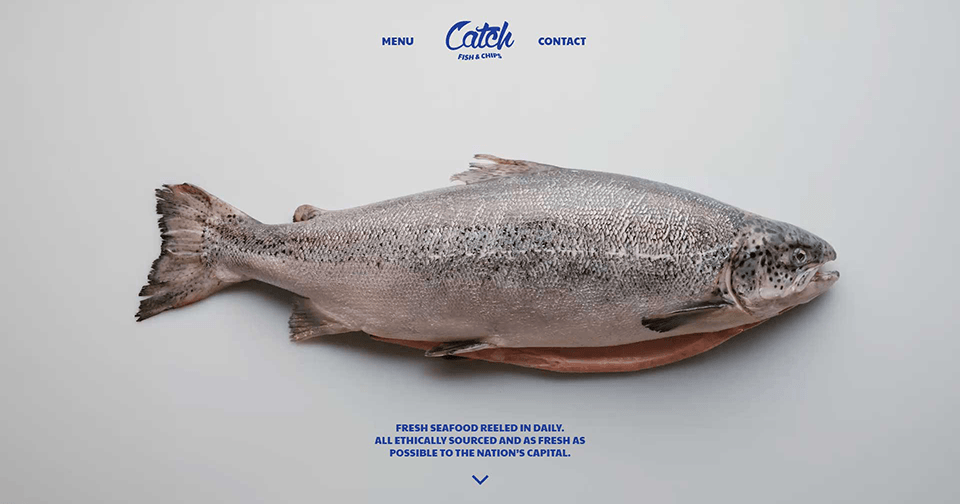 MENU
Catch
FISH & CHIPS
CONTACT
FRESH SEAFOOD REELED IN DAILY.
ALL ETHICALLY SOURCED AND AS FRESH AS
POSSIBLE TO THE NATION'S CAPITAL.